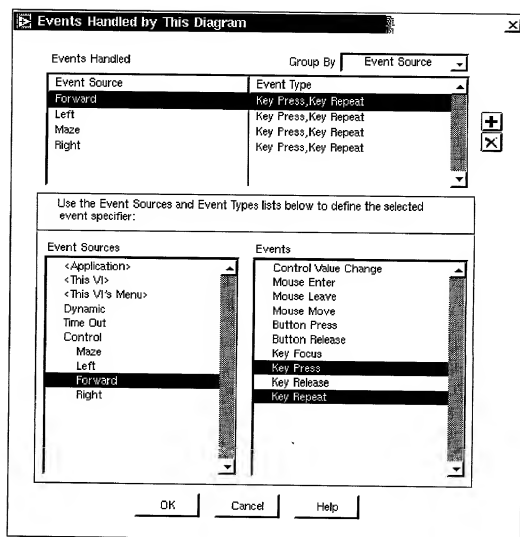 Events Handled by This Diagram
Events Handled
Group By Event Source
Event Source Event Type
Forward Key Press,Key Repeat
Left Key Press,Key Repeat
Maze Key Press,Key Repeat
Right Key Press,Key Repeat
Use the Event Sources and Event Types lists below to define the selected
event specifier:
Event Sources
<Application>
<This VI>
<This VI's Menu>
Dynamic
Time Out
Control
Maze
Left
Forward
Right
Events
Control Value Change
Mouse Enter
Mouse Leave
Mouse Move
Button Press
Button Release
Key Focus
Key Press
Key Release
Key Repeat
OK Cancel Help